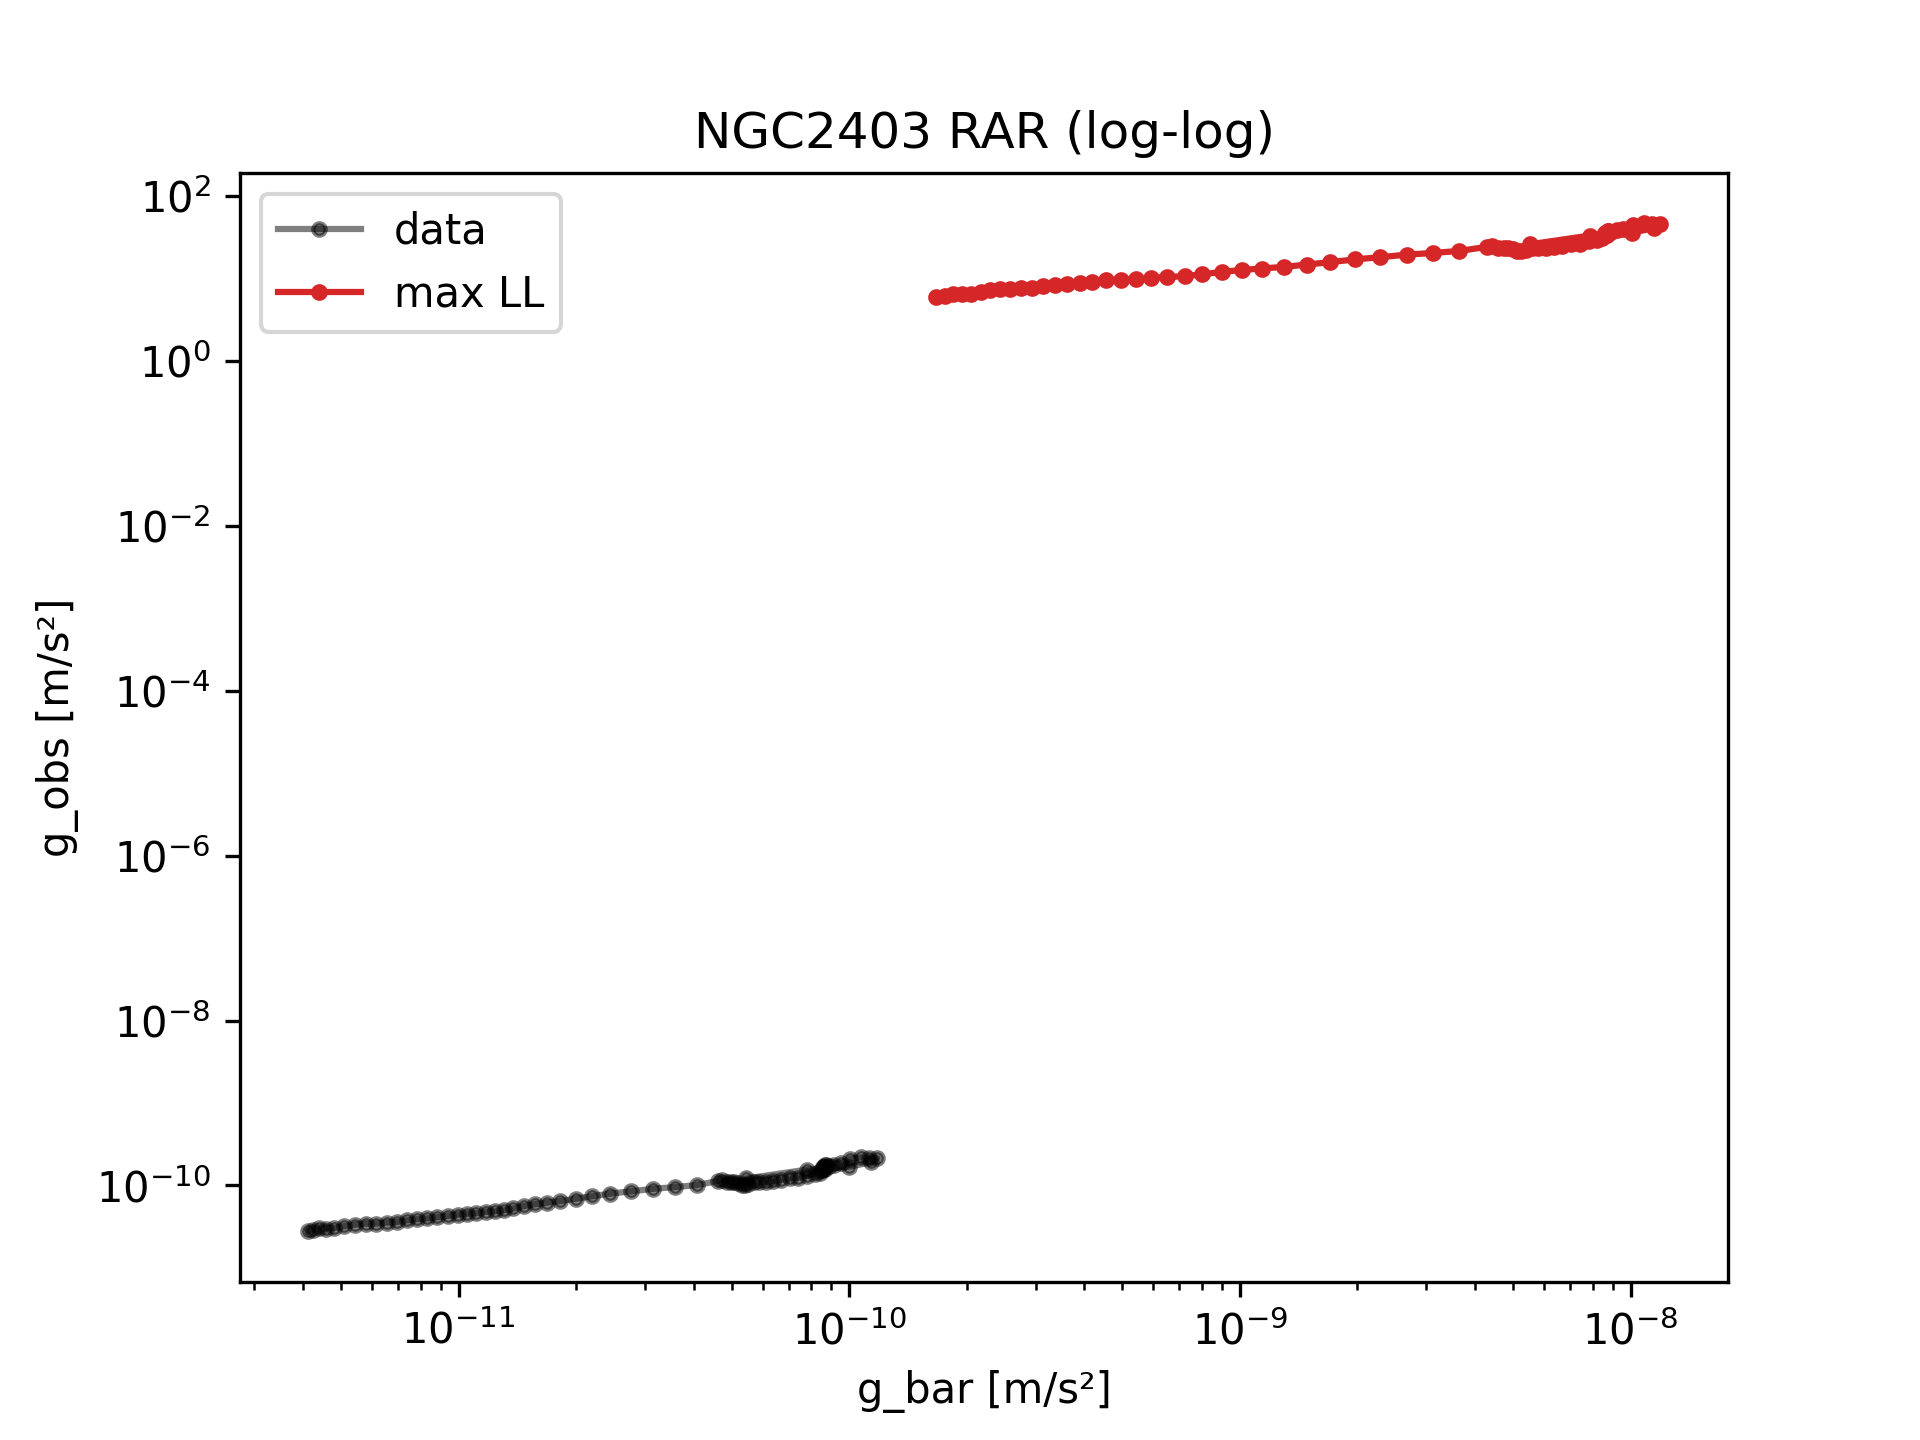 NGC2403 RAR (log-log)
data
max LL
10²
10⁰
10⁻²
10⁻⁴
10⁻⁶
10⁻⁸
10⁻¹⁰
g_obs [m/s²]
10⁻¹¹ 10⁻¹⁰ 10⁻⁹ 10⁻⁸
g_bar [m/s²]